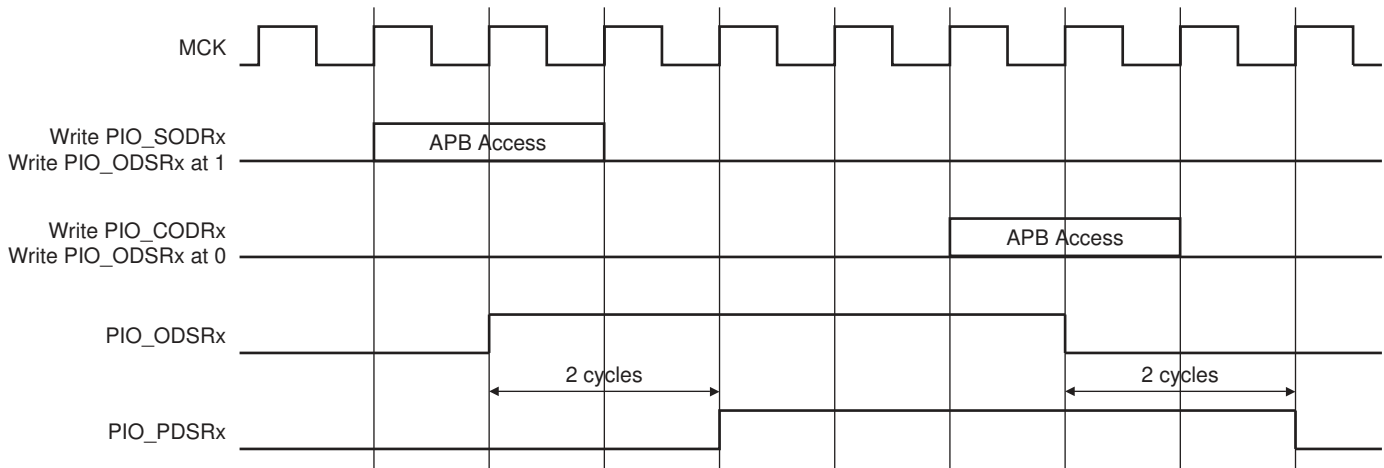 MCK
Write PIO_SODRx
Write PIO_ODSRx at 1
APB Access
Write PIO_CODRx
Write PIO_ODSRx at 0
APB Access
PIO_ODSRx
2 cycles
2 cycles
PIO_PDSRx